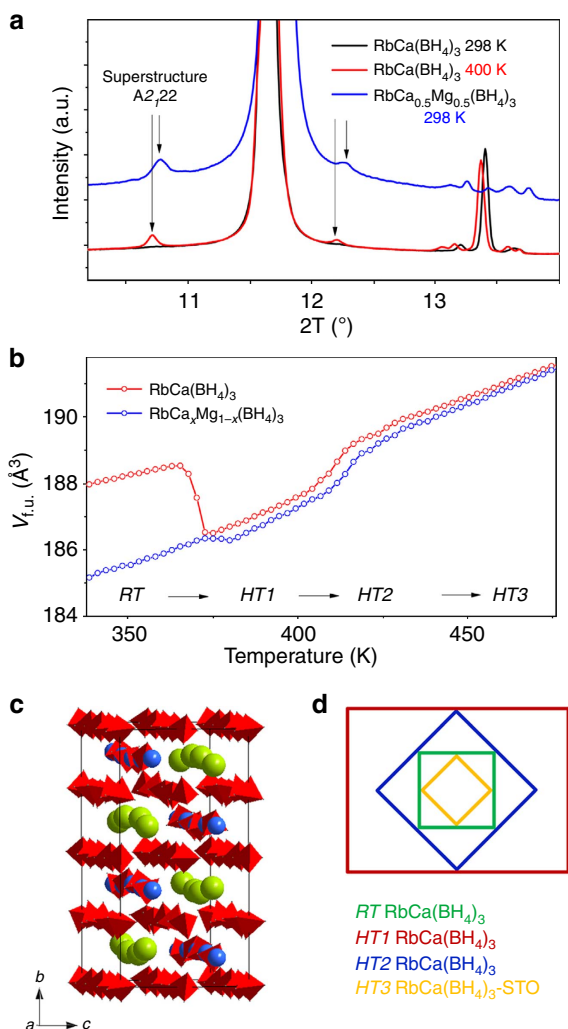 a
Intensity (a.u.)
Superstructure
A2₁22
RbCa(BH₄)₃ 298 K
RbCa(BH₄)₃ 400 K
RbCa₀.₅Mg₀.₅(BH₄)₃
298 K
11 12 13
2T (°)
b
V_f.u. (Å³)
RbCa(BH₄)₃
RbCaₓMg₁₋ₓ(BH₄)₃
190
188
186
184
RT HT1 HT2 HT3
350 400 450
Temperature (K)
c
b
a c
d
RT RbCa(BH₄)₃
HT1 RbCa(BH₄)₃
HT2 RbCa(BH₄)₃
HT3 RbCa(BH₄)₃-STO